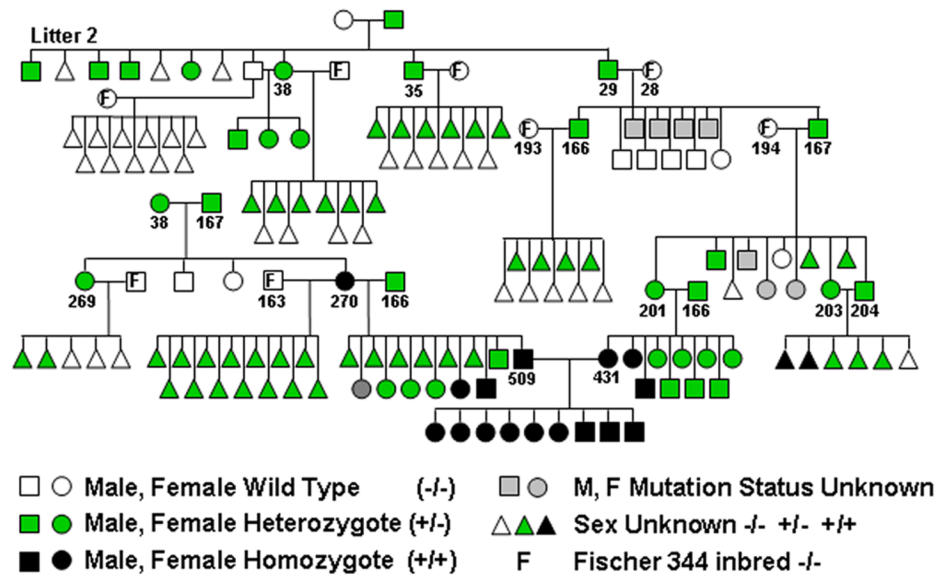 Litter 2
F
38
F
35
F
29
F
28
F
193
166
F
194
167
38
167
269
F
F
163
270
166
201
166
203
204
509
431
Male, Female Wild Type (-/-)
M, F Mutation Status Unknown
Male, Female Heterozygote (+/-)
Sex Unknown -/- +/- +/+
Male, Female Homozygote (+/+)
F Fischer 344 inbred -/-